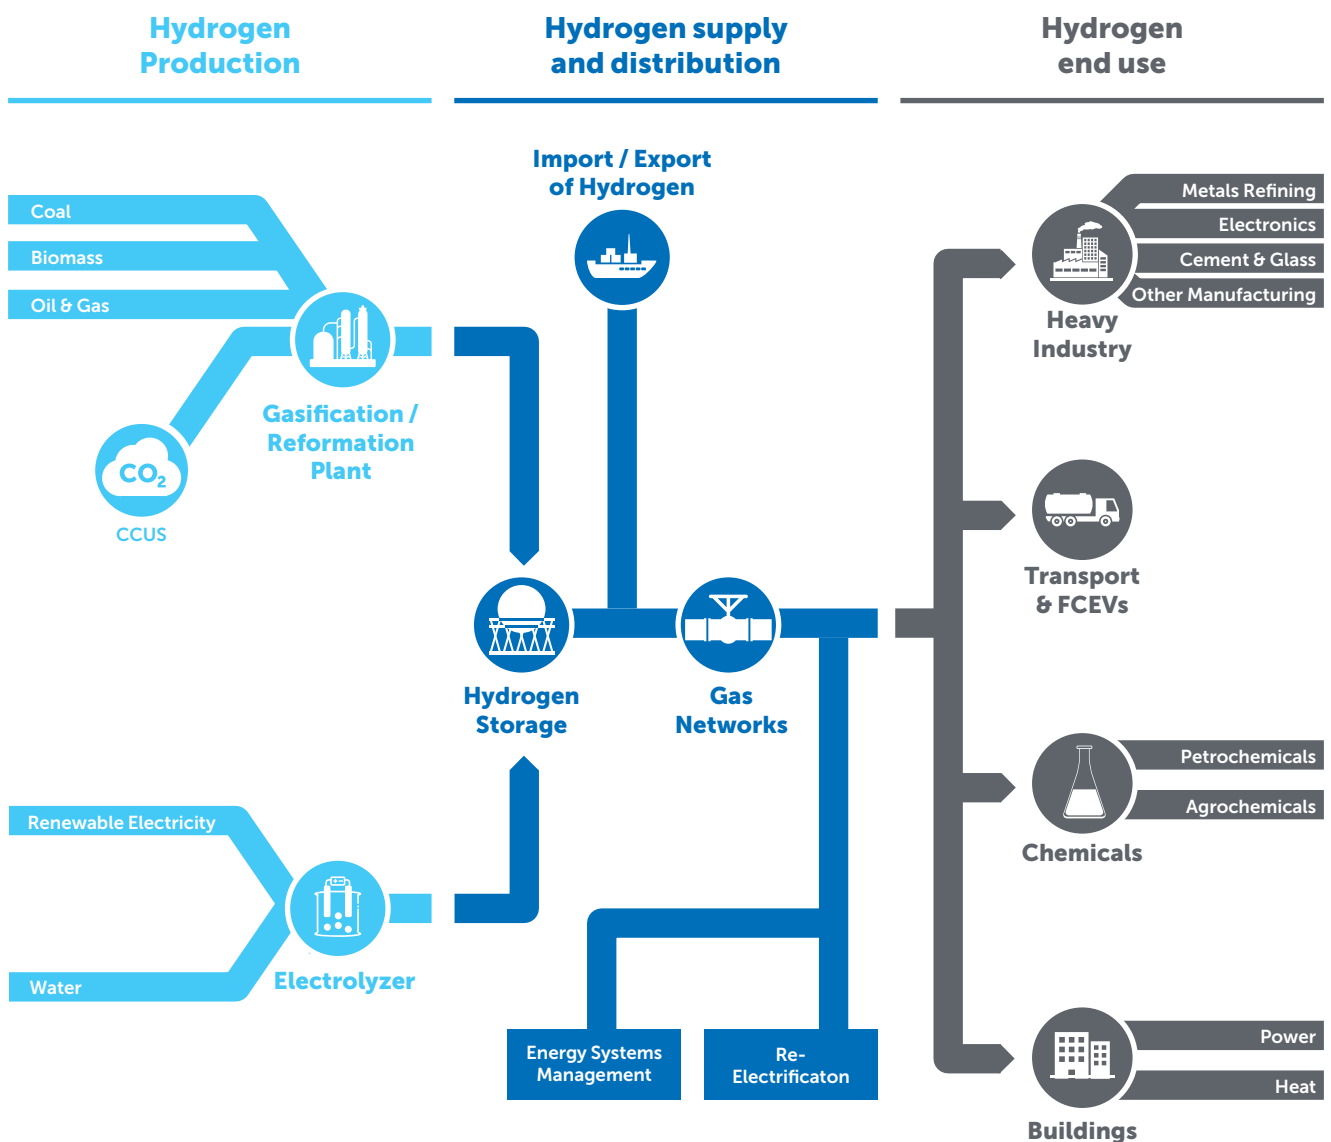 Hydrogen
Production
Hydrogen supply
and distribution
Hydrogen
end use
Coal
Biomass
Oil & Gas
Gasification /
Reformation
Plant
CO₂
CCUS
Renewable Electricity
Water
Electrolyzer
Import / Export
of Hydrogen
Hydrogen
Storage
Gas
Networks
Energy Systems
Management
Re-
Electrificaton
Metals Refining
Electronics
Cement & Glass
Other Manufacturing
Heavy
Industry
Transport
& FCEVs
Petrochemicals
Agrochemicals
Chemicals
Power
Heat
Buildings